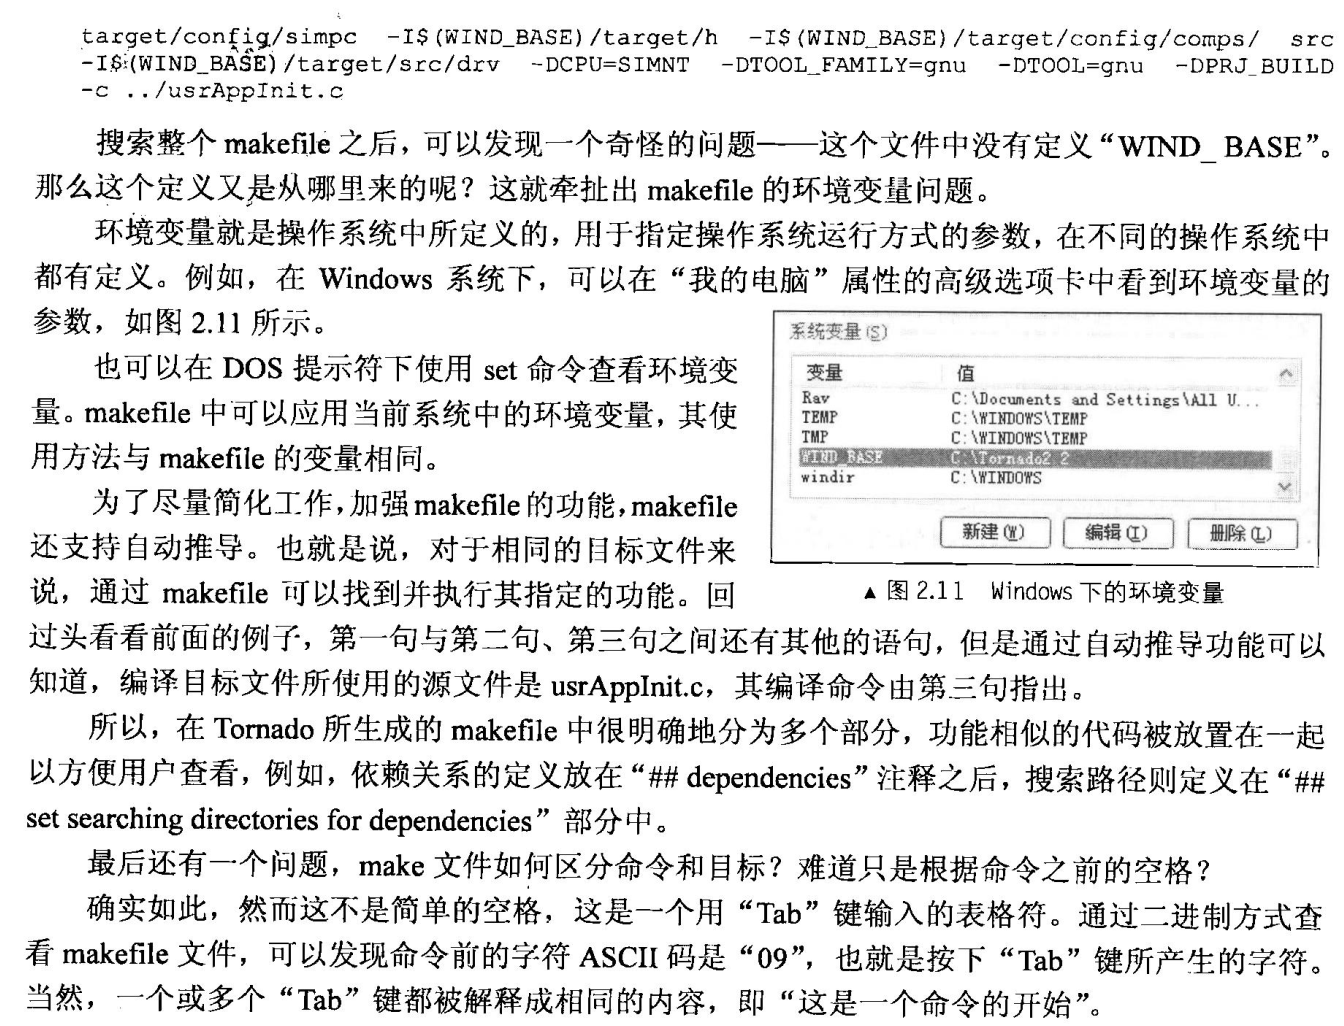 target/config/simpc -I$(WIND_BASE)/target/h -I$(WIND_BASE)/target/config/comps/ src
-I$(WIND_BASE)/target/src/drv -DCPU=SIMNT -DTOOL_FAMILY=gnu -DTOOL=gnu -DPRJ_BUILD
-c ../usrAppInit.c
搜索整个 makefile 之后，可以发现一个奇怪的问题——这个文件中没有定义“WIND_ BASE”。
那么这个定义又是从哪里来的呢？这就牵扯出 makefile 的环境变量问题。
环境变量就是操作系统中所定义的，用于指定操作系统运行方式的参数，在不同的操作系统中
都有定义。例如，在 Windows 系统下，可以在“我的电脑”属性的高级选项卡中看到环境变量的
参数，如图 2.11 所示。
也可以在 DOS 提示符下使用 set 命令查看环境变
量。makefile 中可以应用当前系统中的环境变量，其使
用方法与 makefile 的变量相同。
为了尽量简化工作，加强 makefile 的功能，makefile
还支持自动推导。也就是说，对于相同的目标文件来
说，通过 makefile 可以找到并执行其指定的功能。回
系统变量(S)
变量 值
Rav C:\Documents and Settings\All U...
TEMP C:\WINDOWS\TEMP
TMP C:\WINDOWS\TEMP
WIND_BASE C:\Tornado2.2
windir C:\WINDOWS
新建(W) 编辑(I) 删除(L)
▲ 图 2.11 Windows 下的环境变量
过头看看前面的例子，第一句与第二句、第三句之间还有其他的语句，但是通过自动推导功能可以
知道，编译目标文件所使用的源文件是 usrAppInit.c，其编译命令由第三句指出。
所以，在 Tornado 所生成的 makefile 中很明确地分为多个部分，功能相似的代码被放置在一起
以方便用户查看，例如，依赖关系的定义放在“## dependencies”注释之后，搜索路径则定义在“##
set searching directories for dependencies”部分中。
最后还有一个问题，make 文件如何区分命令和目标？难道只是根据命令之前的空格？
确实如此，然而这不是简单的空格，这是一个用“Tab”键输入的表格符。通过二进制方式查
看 makefile 文件，可以发现命令前的字符 ASCII 码是“09”，也就是按下“Tab”键所产生的字符。
当然，一个或多个“Tab”键都被解释成相同的内容，即“这是一个命令的开始”。